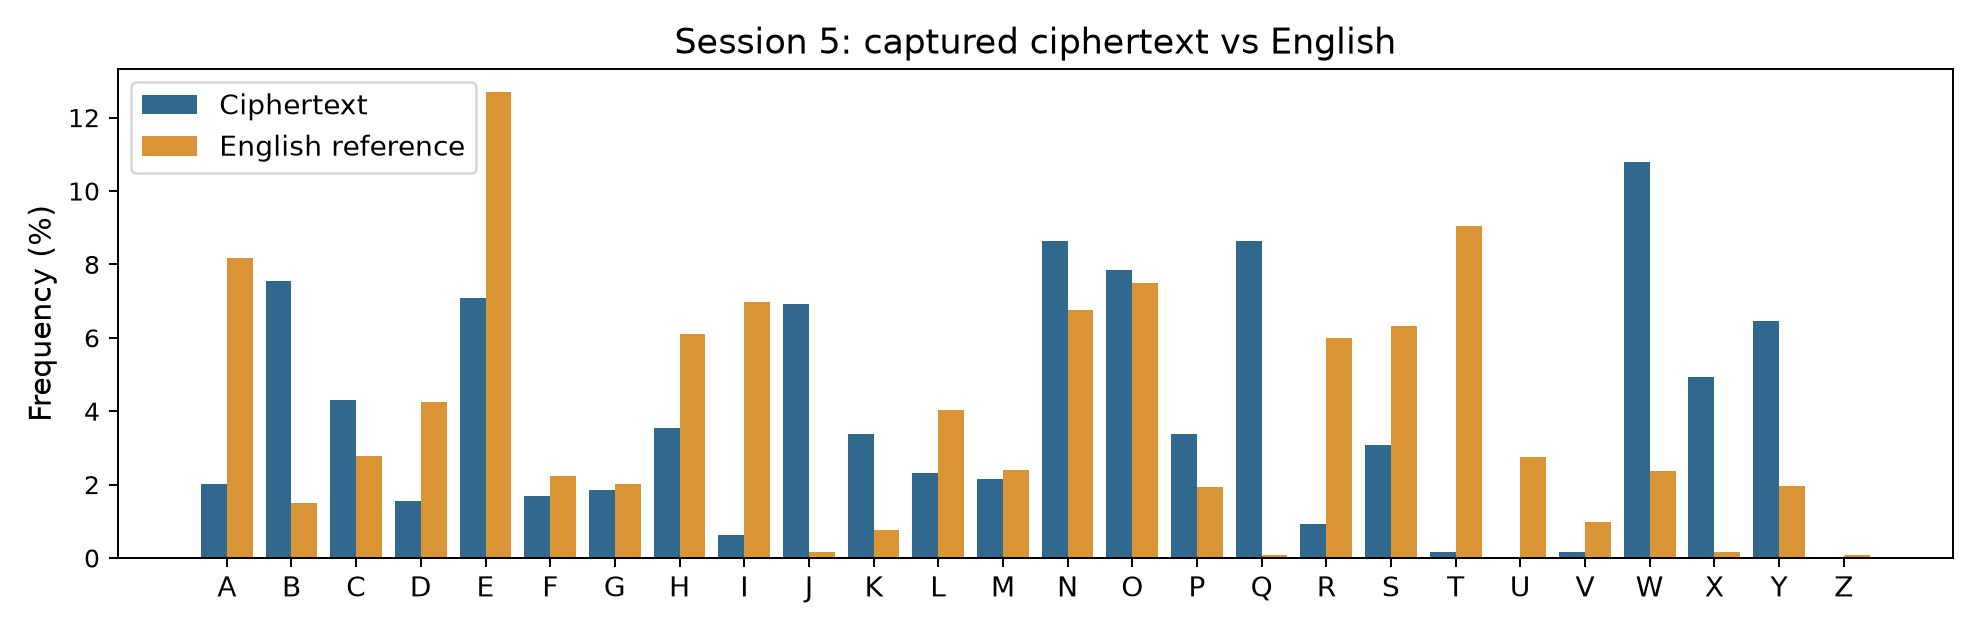 Session 5: captured ciphertext vs English
Ciphertext
English reference
Frequency (%)
12
10
8
6
4
2
0
A B C D E F G H I J K L M N O P Q R S T U V W X Y Z